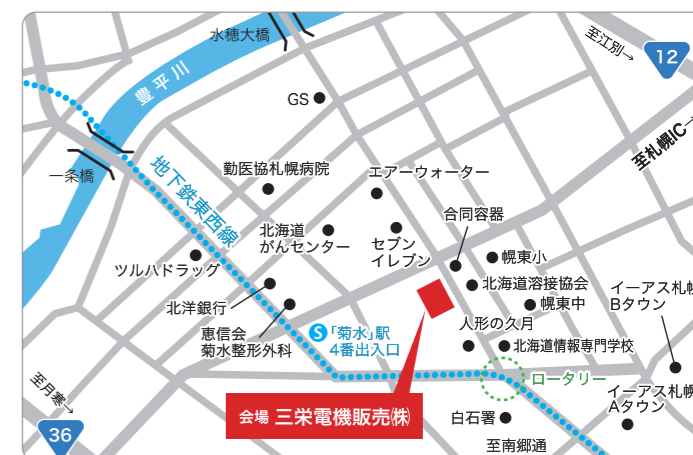 水穂大橋
至江別→
12
豊平川
GS
至札幌IC→
一条橋
地下鉄東西線
勤医協札幌病院
エアーウォーター
合同容器
北海道
がんセンター
セブン
イレブン
幌東小
ツルハドラッグ
北海道溶接協会
イーアス札幌
Bタウン
幌東中
北洋銀行
人形の久月
恵信会
菊水整形外科
S「菊水」駅
4番出入口
北海道情報専門学校
至月寒→
ロータリー
イーアス札幌
Aタウン
会場 三栄電機販売㈱
白石署
36
至南郷通